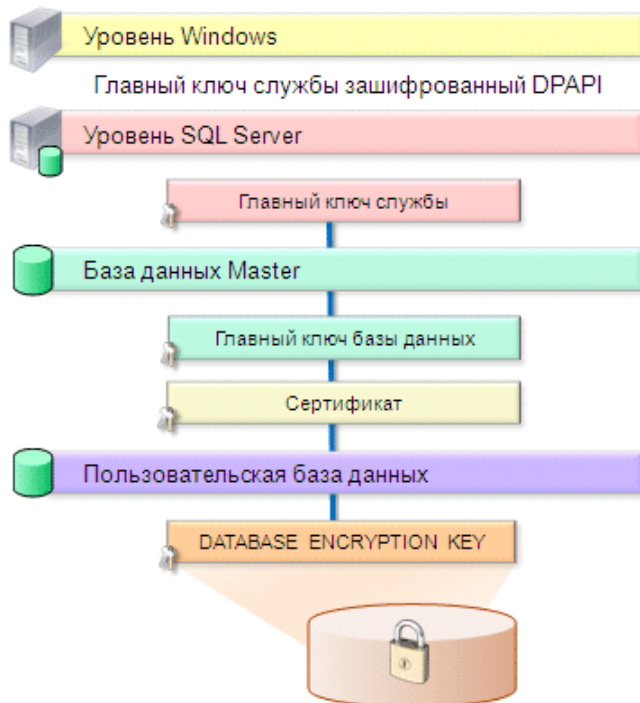 Уровень Windows
Главный ключ службы зашифрованный DPAPI
Уровень SQL Server
Главный ключ службы
База данных Master
Главный ключ базы данных
Сертификат
Пользовательская база данных
DATABASE ENCRYPTION KEY